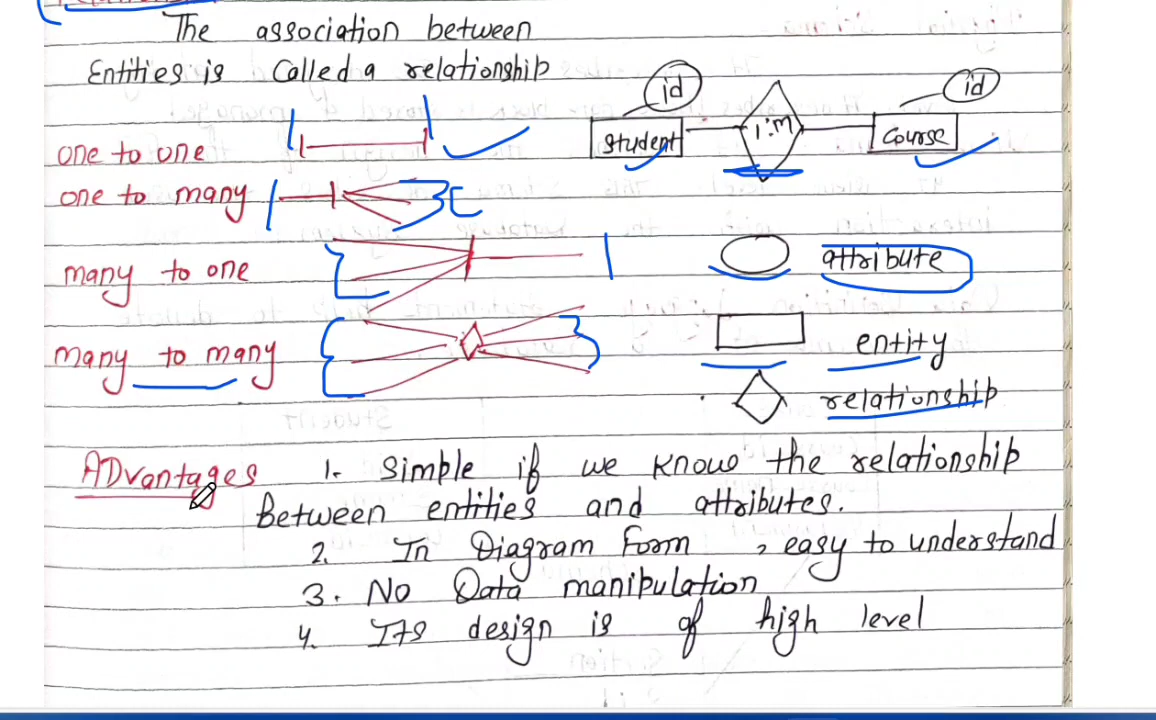 The association between
Entities is Called a relationship
id
id
Student
1:m
Course
one to one
one to many
many to one
attribute
many to many
entity
relationship
ADvantages 1. Simple if we know the relationship
Between entities and attributes.
2. In Diagram Form , easy to understand
3. No Data manipulation
4. Its design is of high level